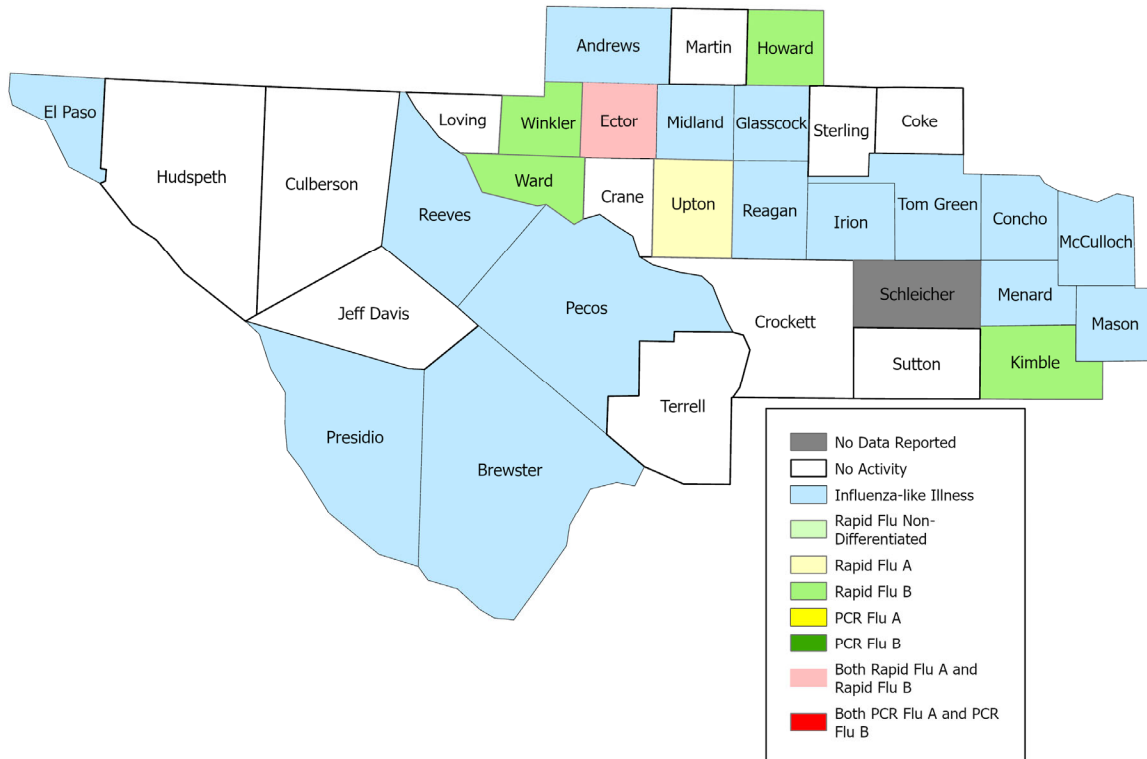 Andrews
Martin
Howard
El Paso
Hudspeth
Culberson
Loving
Winkler
Ector
Midland
Glasscock
Sterling
Coke
Reeves
Ward
Crane
Upton
Reagan
Irion
Tom Green
Concho
McCulloch
Jeff Davis
Pecos
Crockett
Schleicher
Menard
Mason
Sutton
Kimble
Terrell
Presidio
Brewster
No Data Reported
No Activity
Influenza-like Illness
Rapid Flu Non-
Differentiated
Rapid Flu A
Rapid Flu B
PCR Flu A
PCR Flu B
Both Rapid Flu A and
Rapid Flu B
Both PCR Flu A and PCR
Flu B